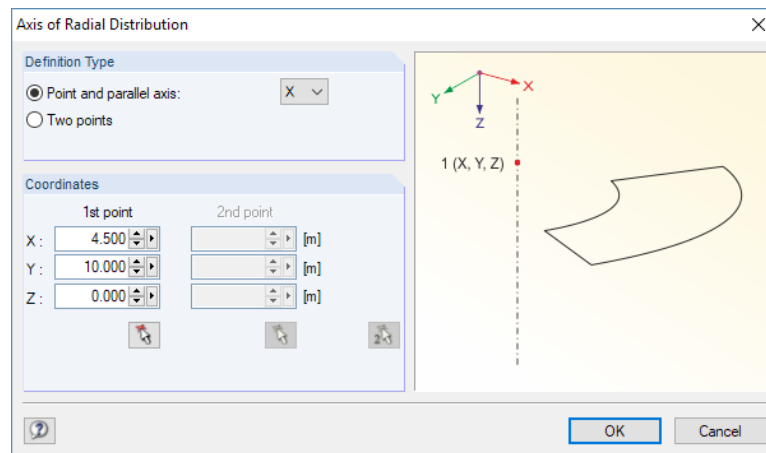 Axis of Radial Distribution
Definition Type
Point and parallel axis: X
Two points
Coordinates
1st point 2nd point
X : 4.500 [m]
Y : 10.000 [m]
Z : 0.000 [m]
2
X
Y
Z
1 (X, Y, Z)
OK Cancel